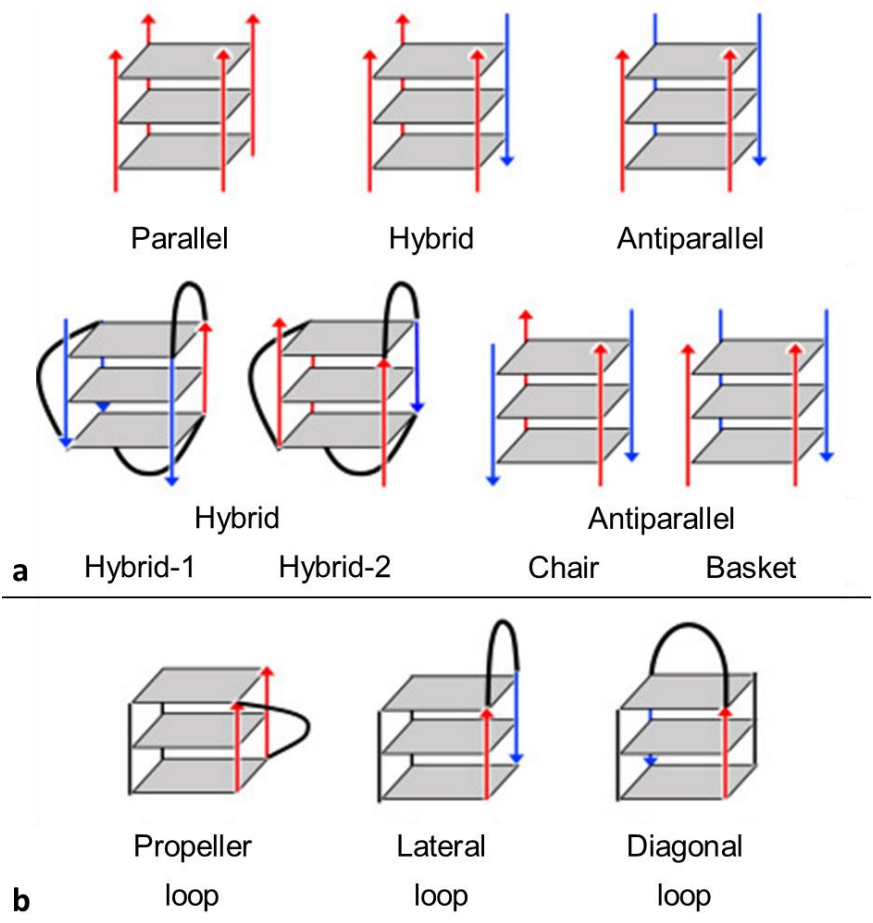 Parallel Hybrid Antiparallel
Hybrid Antiparallel
a Hybrid-1 Hybrid-2 Chair Basket
Propeller Lateral Diagonal
b loop loop loop